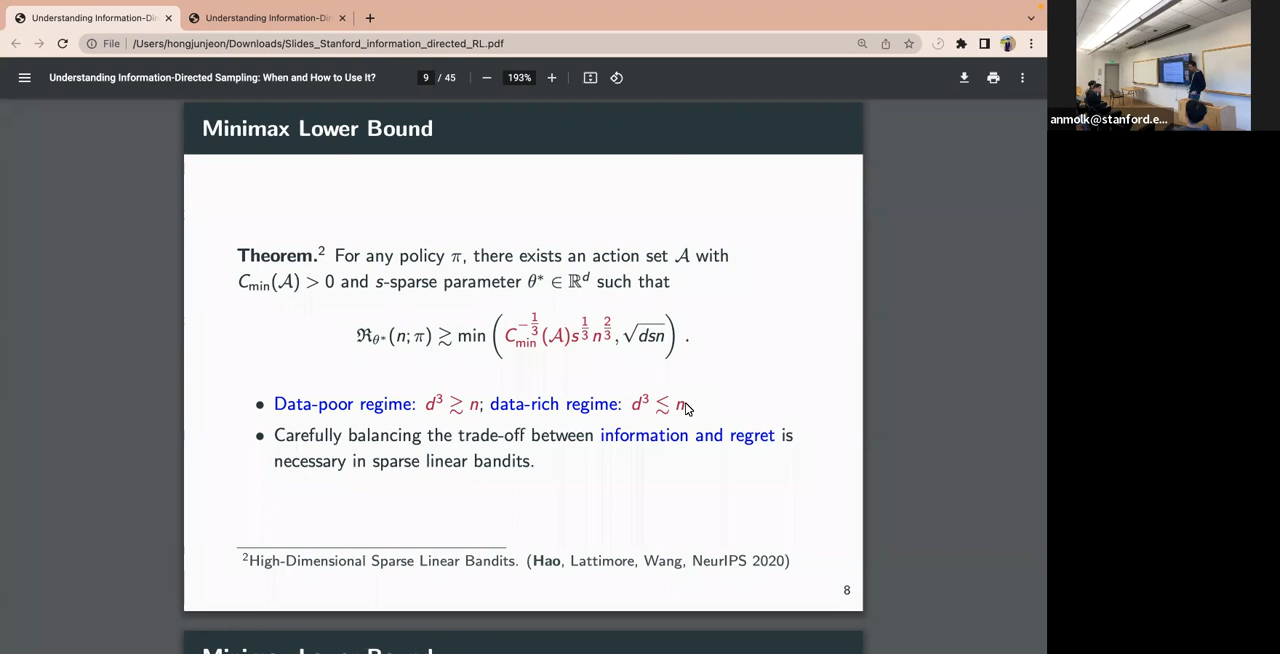 Understanding Information-Di
Understanding Information-Di
File
/Users/hongjunjeon/Downloads/Slides_Stanford_information_directed_RL.pdf
Understanding Information-Directed Sampling: When and How to Use It?
9 / 45
193%
anmolk@stanford.e...
Minimax Lower Bound
Theorem.² For any policy π, there exists an action set 𝒜 with
C_min(𝒜) > 0 and s-sparse parameter θ* ∈ ℝ^d such that
ℜ_θ*(n; π) ≳ min ( C_min^{-1/3}(𝒜)s^{1/3}n^{2/3}, √dsn ) .
• Data-poor regime: d³ ≳ n; data-rich regime: d³ ≲ n
• Carefully balancing the trade-off between information and regret is
necessary in sparse linear bandits.
²High-Dimensional Sparse Linear Bandits. (Hao, Lattimore, Wang, NeurIPS 2020)
8